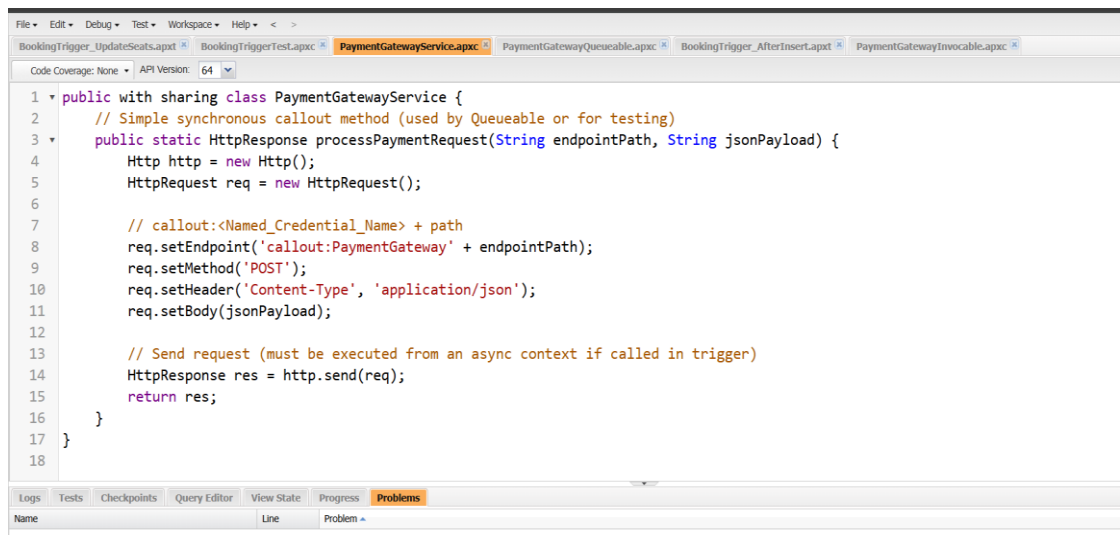 File Edit Debug Test Workspace Help < >
BookingTrigger_UpdateSeats.apxt BookingTriggerTest.apxc PaymentGatewayService.apxc PaymentGatewayQueueable.apxc BookingTrigger_AfterInsert.apxt PaymentGatewayInvocable.apxc
Code Coverage: None API Version: 64
1 public with sharing class PaymentGatewayService {
2 // Simple synchronous callout method (used by Queueable or for testing)
3 public static HttpResponse processPaymentRequest(String endpointPath, String jsonPayload) {
4 Http http = new Http();
5 HttpRequest req = new HttpRequest();
6
7 // callout:<Named_Credential_Name> + path
8 req.setEndpoint('callout:PaymentGateway' + endpointPath);
9 req.setMethod('POST');
10 req.setHeader('Content-Type', 'application/json');
11 req.setBody(jsonPayload);
12
13 // Send request (must be executed from an async context if called in trigger)
14 HttpResponse res = http.send(req);
15 return res;
16 }
17 }
18
Logs Tests Checkpoints Query Editor View State Progress Problems
Name Line Problem